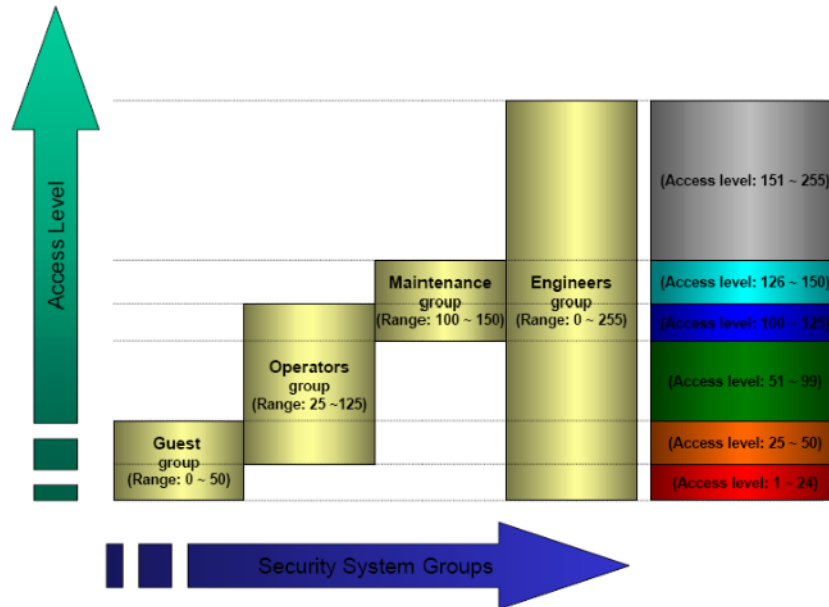 Access Level
Guest
group
(Range: 0 ~ 50)
Operators
group
(Range: 25 ~125)
Maintenance
group
(Range: 100 ~ 150)
Engineers
group
(Range: 0 ~ 255)
(Access level: 151 ~ 255)
(Access level: 126 ~ 150)
(Access level: 100 ~ 125)
(Access level: 51 ~ 99)
(Access level: 25 ~ 50)
(Access level: 1 ~ 24)
Security System Groups